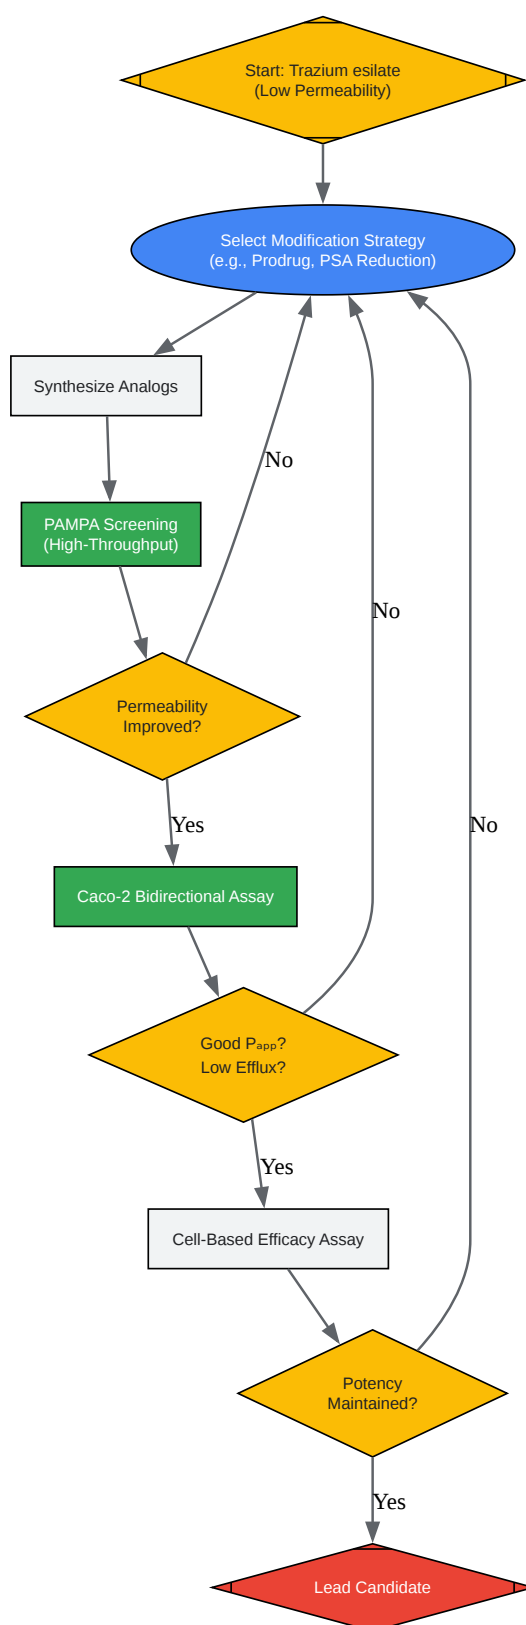 Start: Trazium esilate
(Low Permeability)
Select Modification Strategy
(e.g., Prodrug, PSA Reduction)
Synthesize Analogs
No
PAMPA Screening
(High-Throughput)
No
Permeability
Improved?
Yes
No
Caco-2 Bidirectional Assay
Good Pₐₚₚ?
Low Efflux?
Yes
Cell-Based Efficacy Assay
Potency
Maintained?
Yes
Lead Candidate